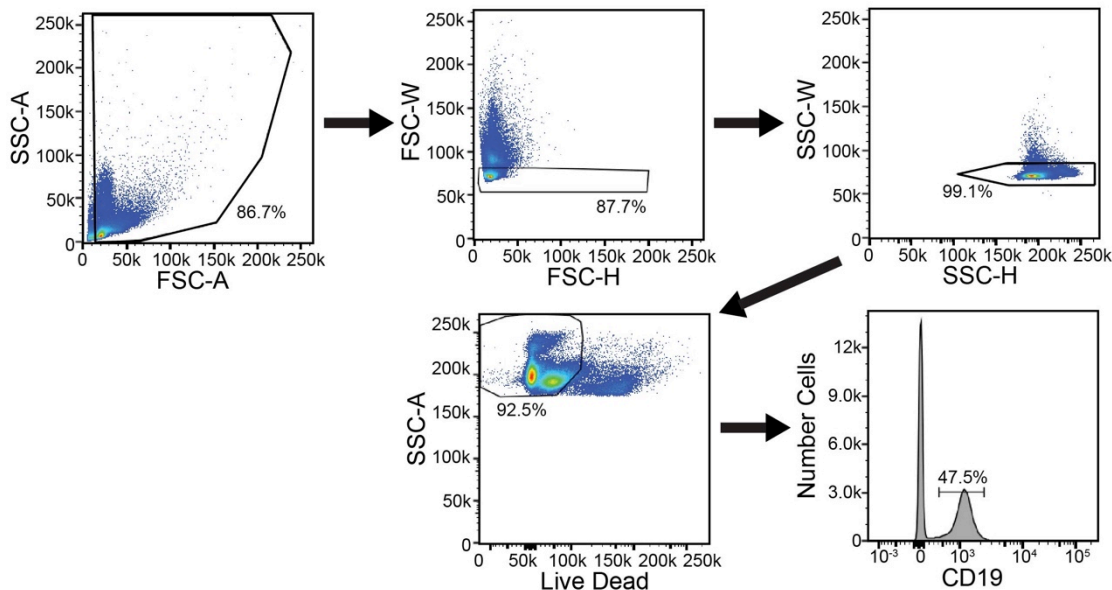 250k
200k
150k
100k
50k
0
SSC-A
86.7%
0 50k 100k 150k 200k 250k
FSC-A
250k
200k
150k
100k
50k
0
FSC-W
87.7%
0 50k 100k 150k 200k 250k
FSC-H
250k
200k
150k
100k
50k
0
SSC-W
99.1%
0 50k 100k 150k 200k 250k
SSC-H
250k
200k
150k
100k
50k
0
SSC-A
92.5%
0 50k 100k 150k 200k 250k
Live Dead
12k
9.0k
6.0k
3.0k
0
Number Cells
47.5%
10-3 0 10³ 10⁴ 10⁵
CD19